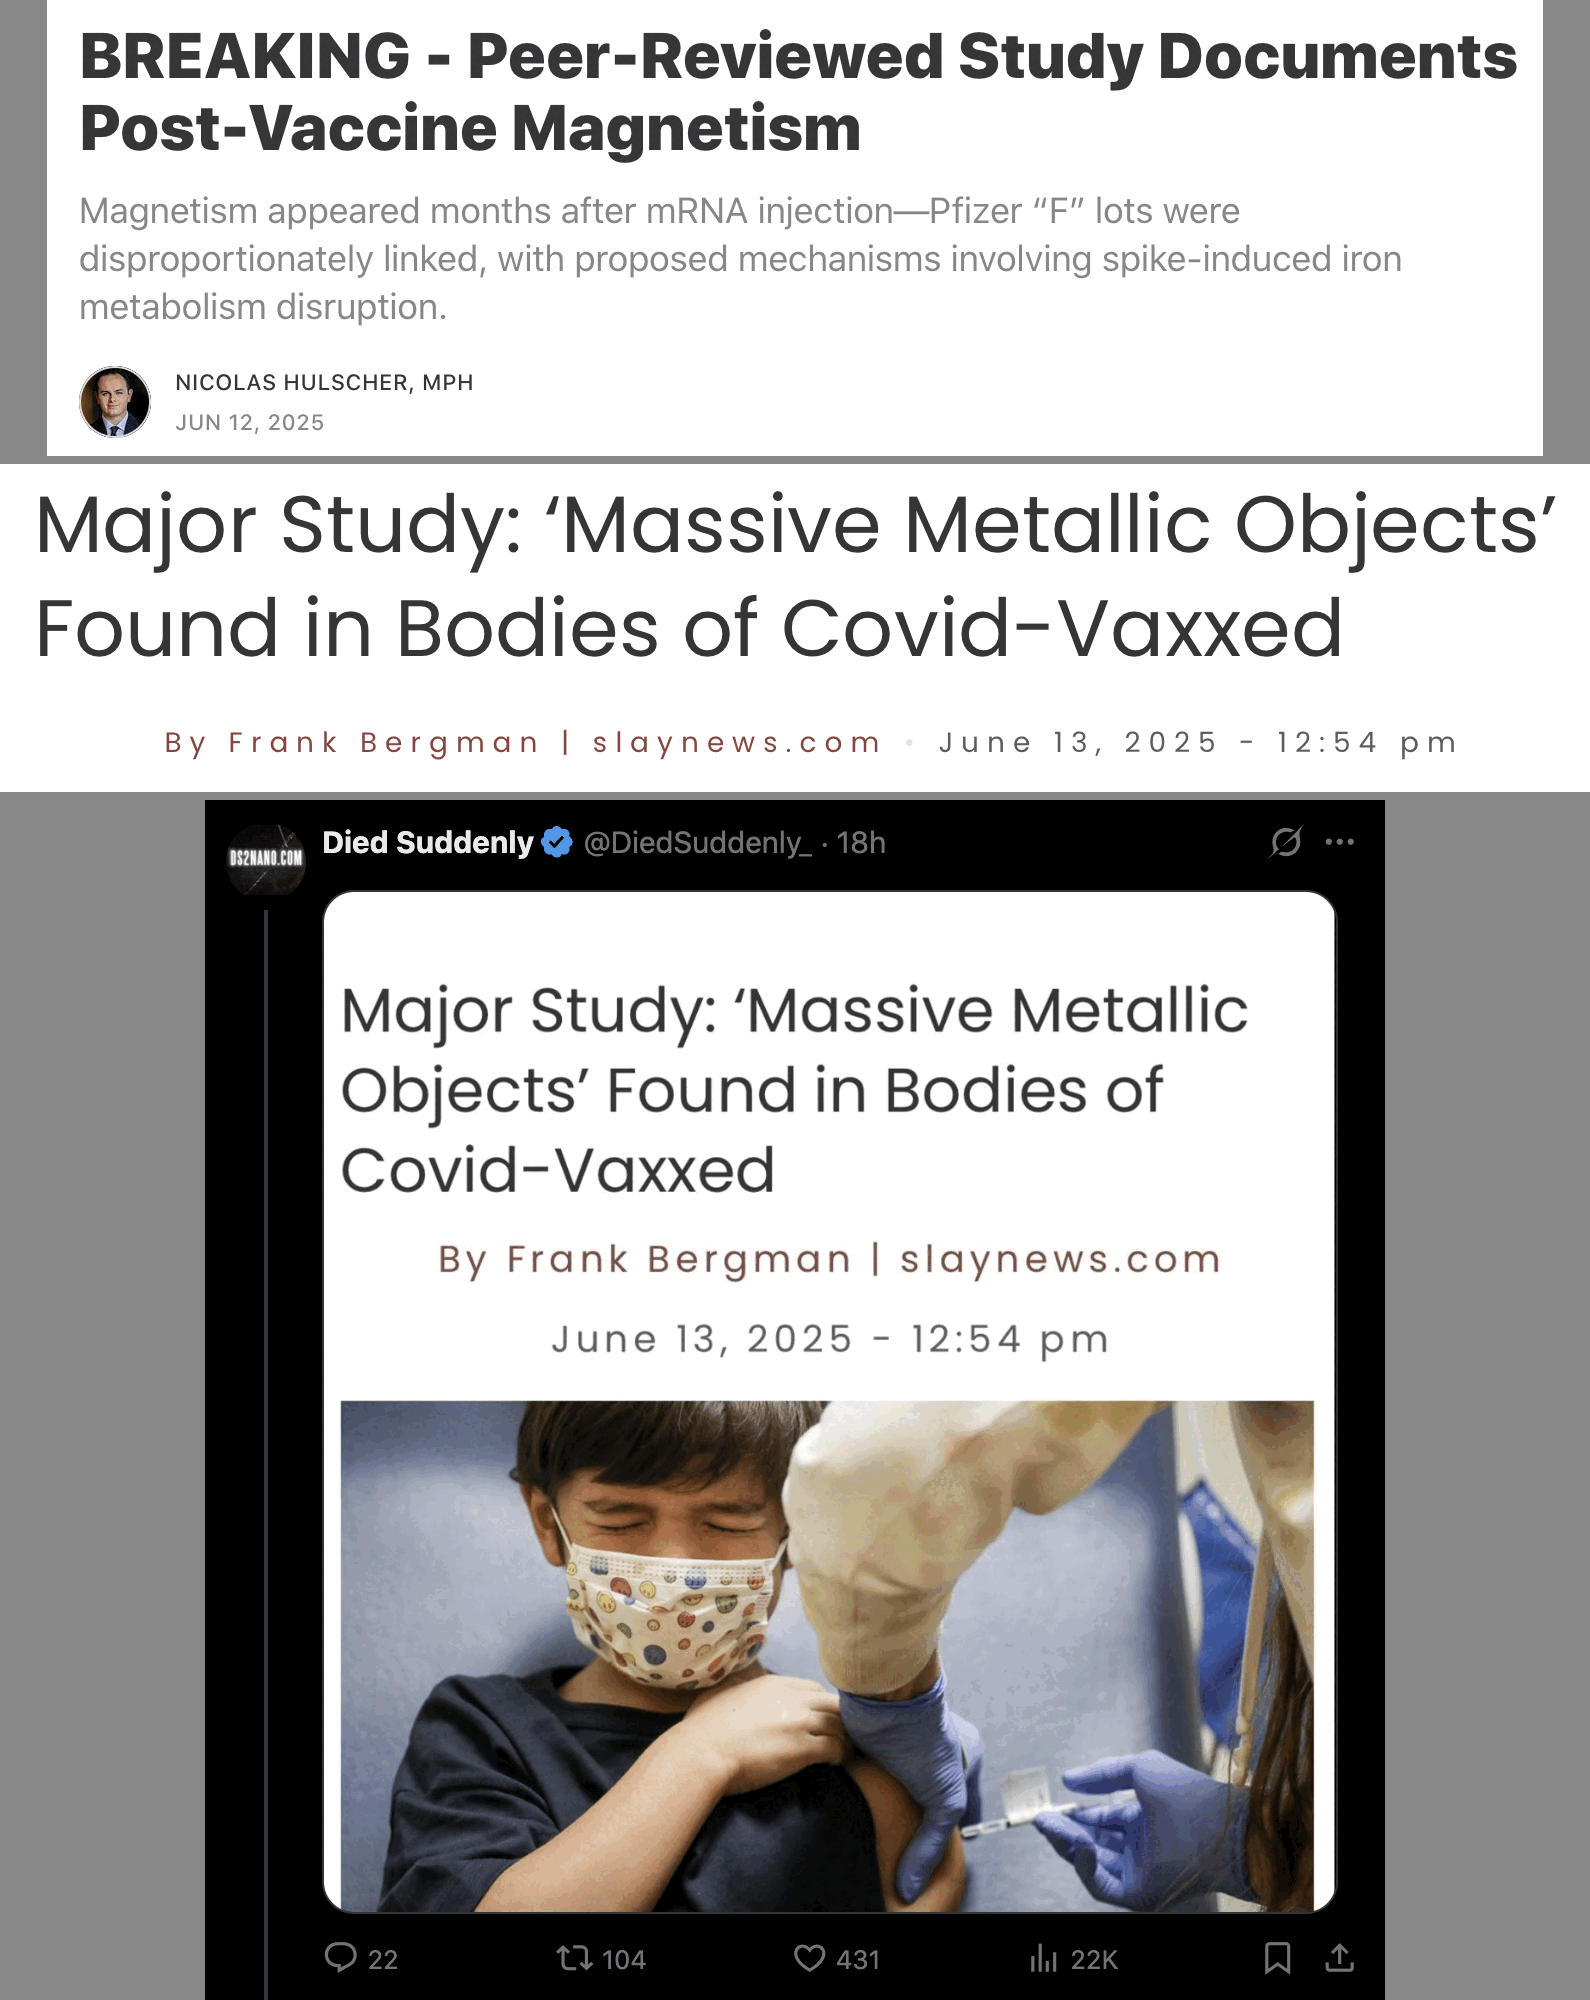 BREAKING - Peer-Reviewed Study Documents
Post-Vaccine Magnetism
Magnetism appeared months after mRNA injection—Pfizer “F” lots were
disproportionately linked, with proposed mechanisms involving spike-induced iron
metabolism disruption.
NICOLAS HULSCHER, MPH
JUN 12, 2025
Major Study: ‘Massive Metallic Objects’
Found in Bodies of Covid-Vaxxed
By Frank Bergman | slaynews.com • June 13, 2025 - 12:54 pm
DS2NANO.COM
Died Suddenly @DiedSuddenly_ · 18h
Major Study: ‘Massive Metallic
Objects’ Found in Bodies of
Covid-Vaxxed
By Frank Bergman | slaynews.com
June 13, 2025 - 12:54 pm
22 104 431 22K